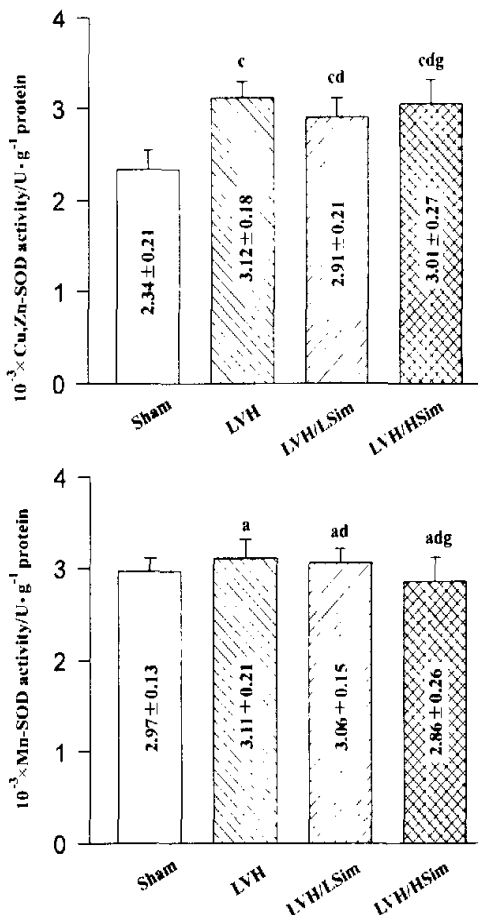 10⁻³×Cu,Zn-SOD activity/U·g⁻¹ protein
4
3
2
1
0
c
cd
cdg
2.34±0.21
3.12±0.18
2.91±0.21
3.01±0.27
Sham
LVH
LVH/LSim
LVH/HSim
10⁻³×Mn-SOD activity/U·g⁻¹ protein
4
3
2
1
0
a
ad
adg
2.97±0.13
3.11±0.21
3.06±0.15
2.86±0.26
Sham
LVH
LVH/LSim
LVH/HSim